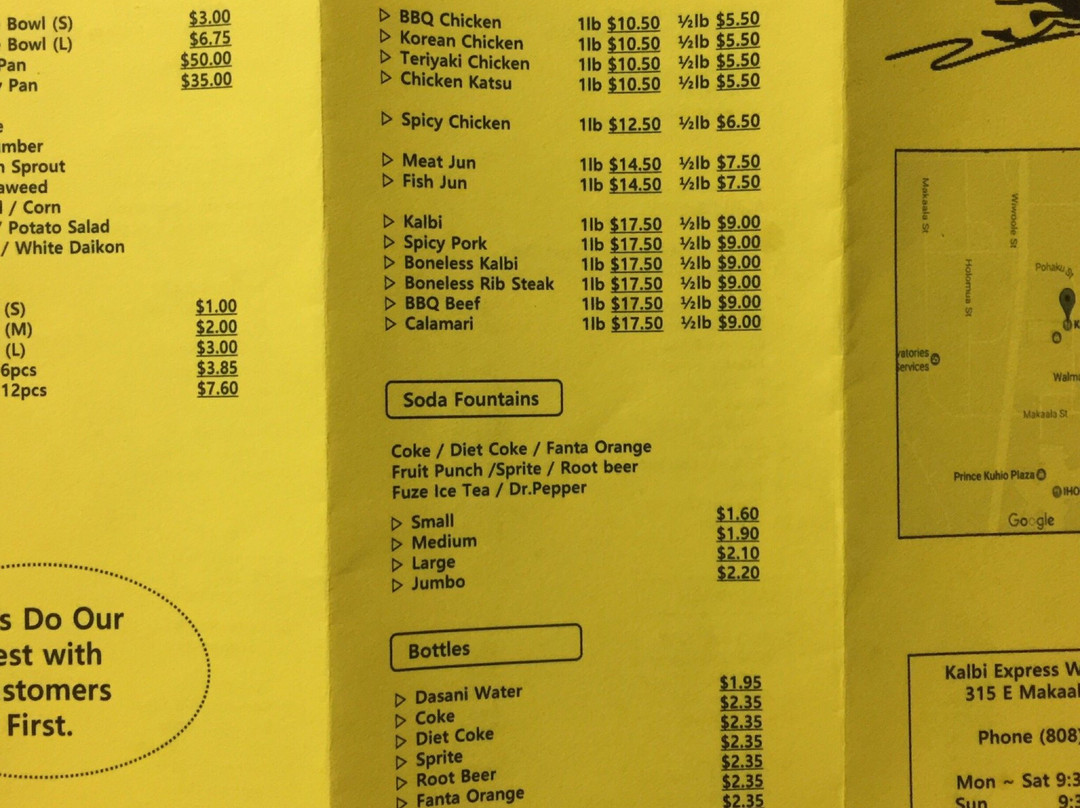 Bowl (S) $3.00
Bowl (L) $6.75
Pan $50.00
Pan $35.00
Sprout
/ Corn
/ Potato Salad
/ White Daikon
(S) $1.00
(M) $2.00
(L) $3.00
6pcs $3.85
12pcs $7.60
s Do Our
est with
stomers
First.
BBQ Chicken 1lb $10.50 ½lb $5.50
Korean Chicken 1lb $10.50 ½lb $5.50
Teriyaki Chicken 1lb $10.50 ½lb $5.50
Chicken Katsu 1lb $10.50 ½lb $5.50
Spicy Chicken 1lb $12.50 ½lb $6.50
Meat Jun 1lb $14.50 ½lb $7.50
Fish Jun 1lb $14.50 ½lb $7.50
Kalbi 1lb $17.50 ½lb $9.00
Spicy Pork 1lb $17.50 ½lb $9.00
Boneless Kalbi 1lb $17.50 ½lb $9.00
Boneless Rib Steak 1lb $17.50 ½lb $9.00
BBQ Beef 1lb $17.50 ½lb $9.00
Calamari 1lb $17.50 ½lb $9.00
Soda Fountains
Coke / Diet Coke / Fanta Orange
Fruit Punch /Sprite / Root beer
Fuze Ice Tea / Dr.Pepper
Small $1.60
Medium $1.90
Large $2.10
Jumbo $2.20
Bottles
Dasani Water $1.95
Coke $2.35
Diet Coke $2.35
Sprite $2.35
Root Beer $2.35
Fanta Orange $2.35
$2.35
Makaala St
Wiwoole St
Holomua St
Pohaku St
K
vatories
Services
Walm
Makaala St
Prince Kuhio Plaza
IHO
Google
Kalbi Express W
315 E Makaal
Phone (808)
Mon ~ Sat 9:3
Sun 9:3